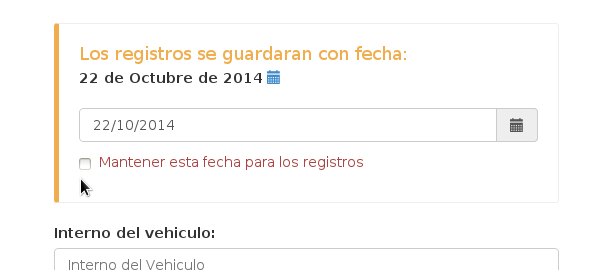 Los registros se guardaran con fecha:
22 de Octubre de 2014
22/10/2014
Mantener esta fecha para los registros
Interno del vehiculo:
Interno del Vehiculo